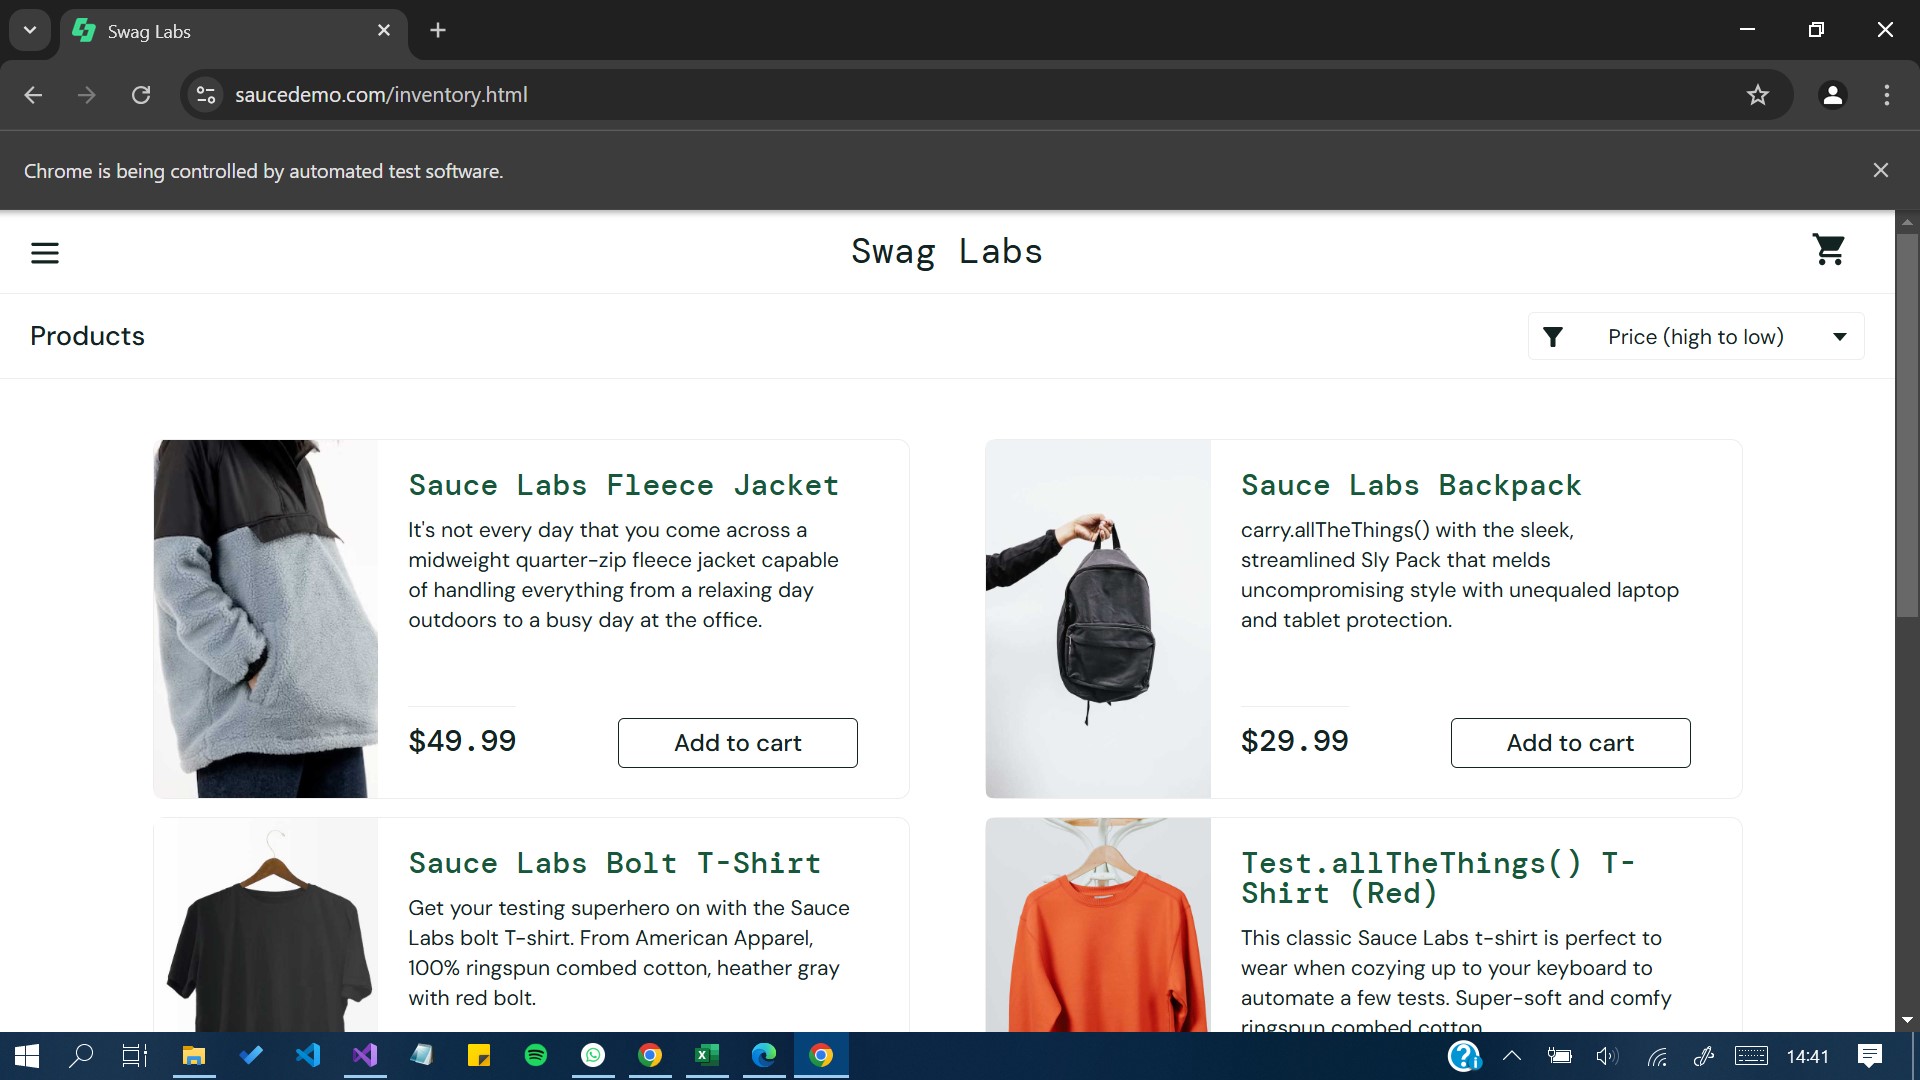 Swag Labs
saucedemo.com/inventory.html
Chrome is being controlled by automated test software.
Swag Labs
Products
Price (high to low)
Sauce Labs Fleece Jacket
It's not every day that you come across a
midweight quarter-zip fleece jacket capable
of handling everything from a relaxing day
outdoors to a busy day at the office.
$49.99
Add to cart
Sauce Labs Backpack
carry.allTheThings() with the sleek,
streamlined Sly Pack that melds
uncompromising style with unequaled laptop
and tablet protection.
$29.99
Add to cart
Sauce Labs Bolt T-Shirt
Get your testing superhero on with the Sauce
Labs bolt T-shirt. From American Apparel,
100% ringspun combed cotton, heather gray
with red bolt.
Test.allTheThings() T-
Shirt (Red)
This classic Sauce Labs t-shirt is perfect to
wear when cozying up to your keyboard to
automate a few tests. Super-soft and comfy
ringspun combed cotton
14:41